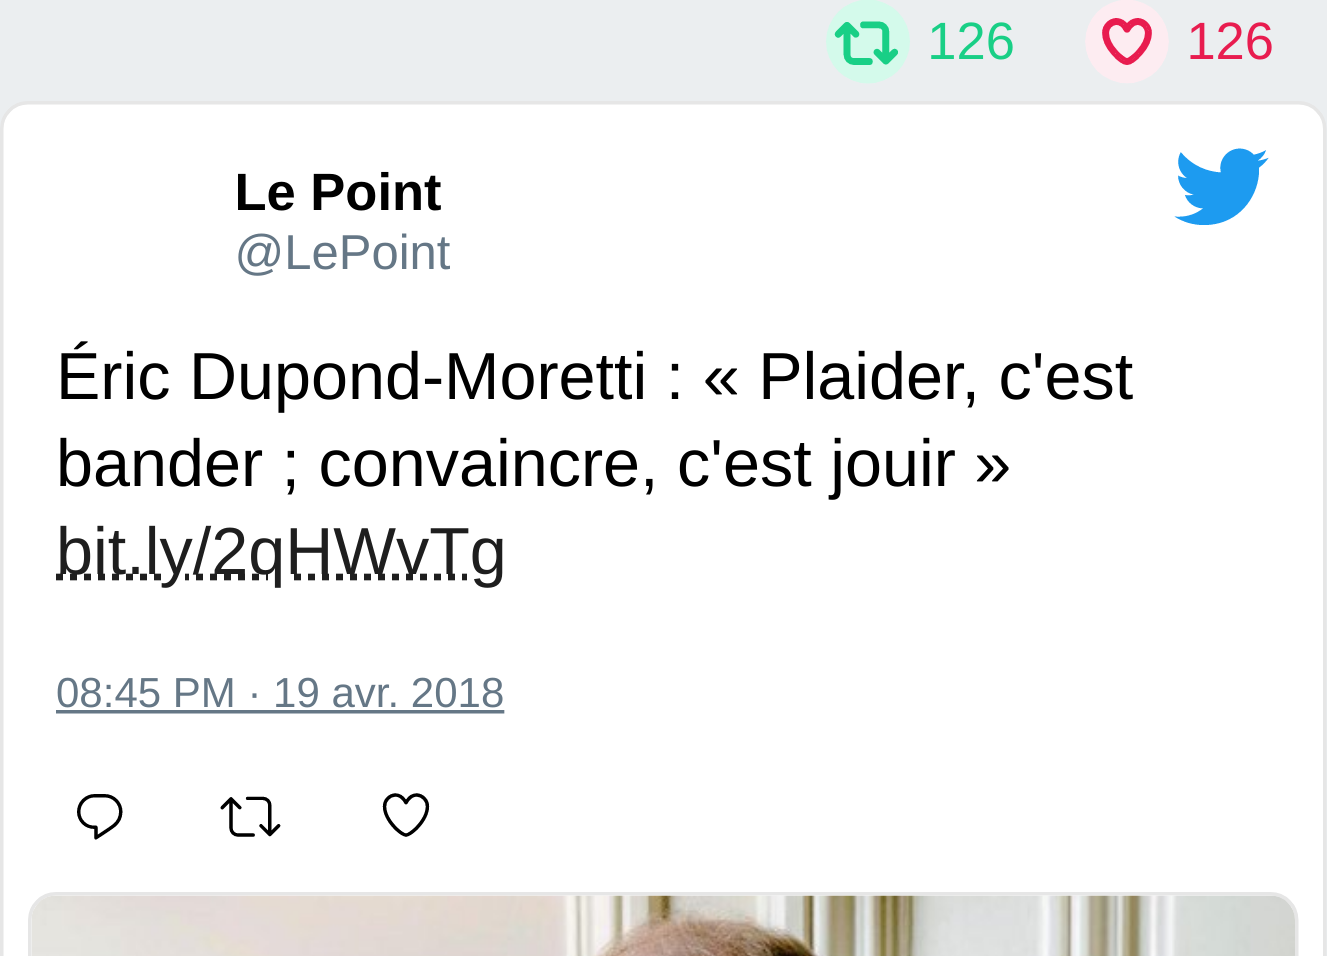 126 126
Le Point
@LePoint
Éric Dupond-Moretti : « Plaider, c'est
bander ; convaincre, c'est jouir »
bit.ly/2qHWvTg
08:45 PM · 19 avr. 2018